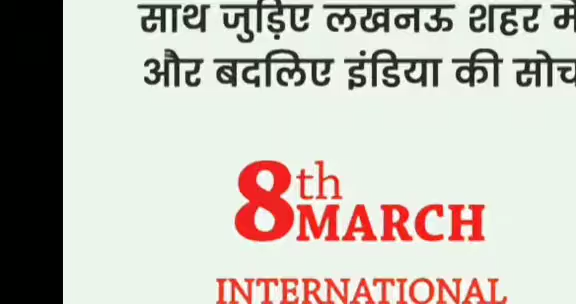 साथ जुड़िए लखनऊ शहर में
और बदलिए इंडिया की सोच
8th
MARCH
INTERNATIONAL